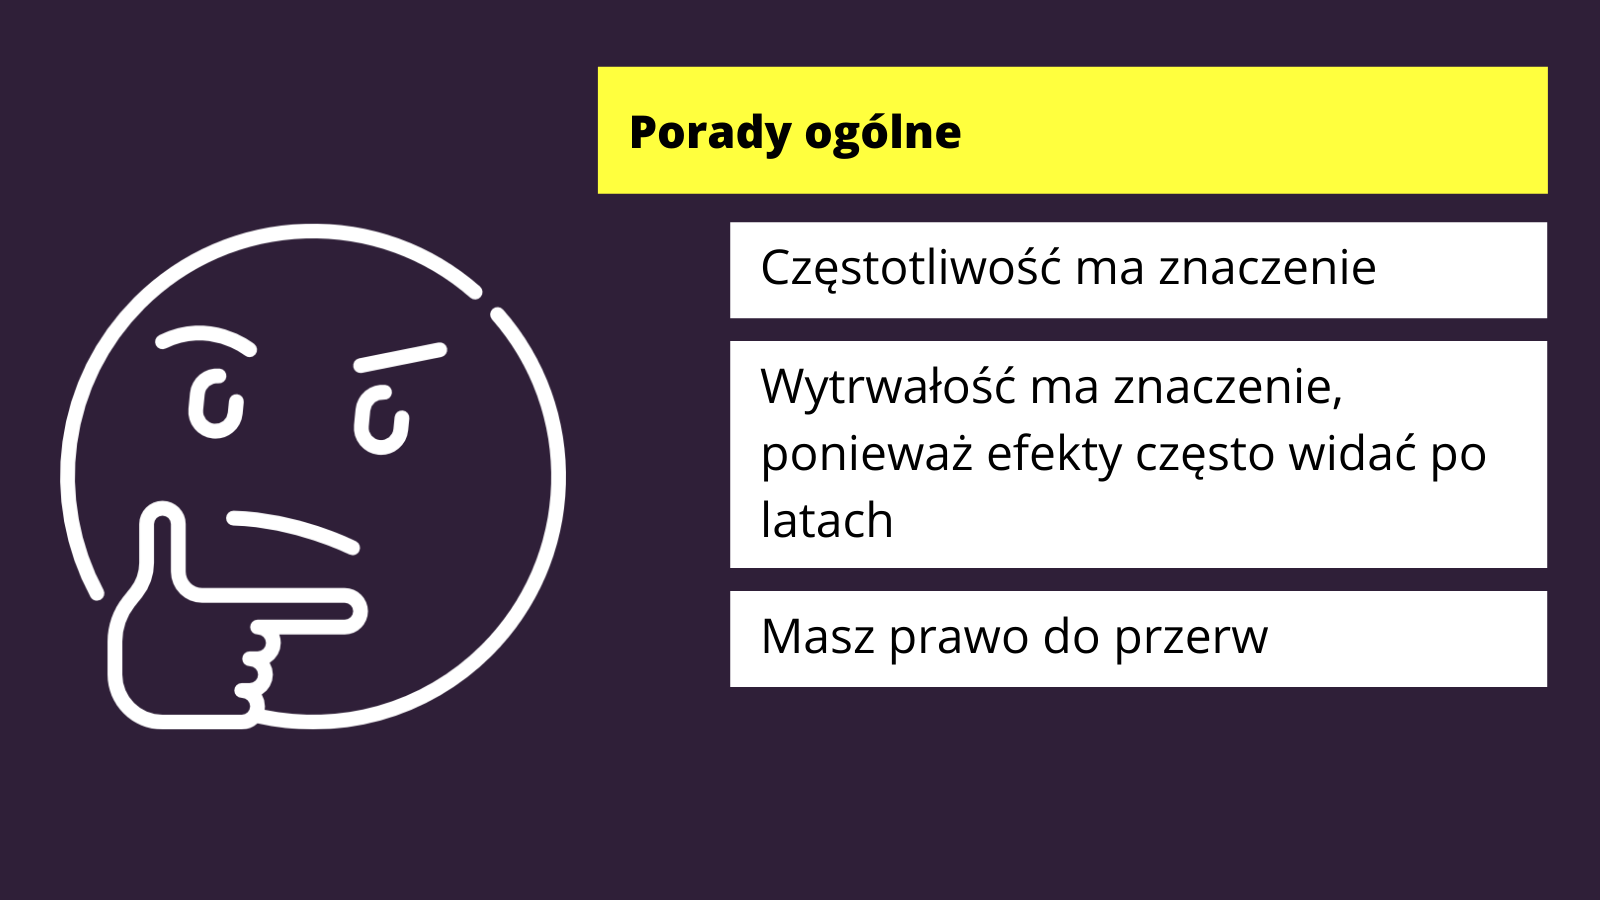 Porady ogólne
Częstotliwość ma znaczenie
Wytrwałość ma znaczenie,
ponieważ efekty często widać po
latach
Masz prawo do przerw